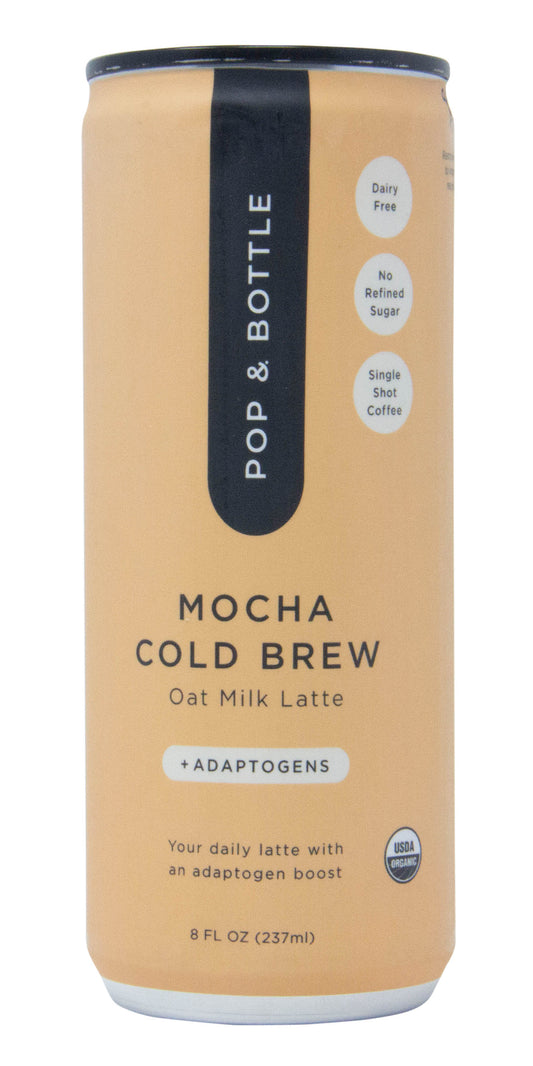 POP & BOTTLE
Dairy
Free
No
Refined
Sugar
Single
Shot
Coffee
MOCHA
COLD BREW
Oat Milk Latte
+ADAPTOGENS
Your daily latte with
an adaptogen boost
USDA
ORGANIC
8 FL OZ (237ml)